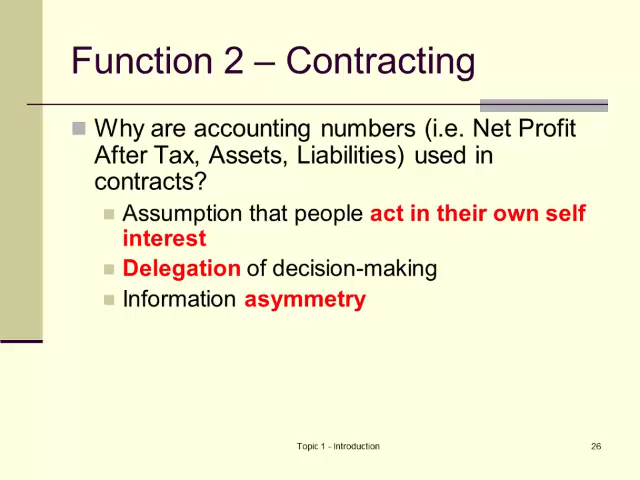 Function 2 – Contracting
Why are accounting numbers (i.e. Net Profit
After Tax, Assets, Liabilities) used in
contracts?
Assumption that people act in their own self
interest
Delegation of decision-making
Information asymmetry
Topic 1 - Introduction
26